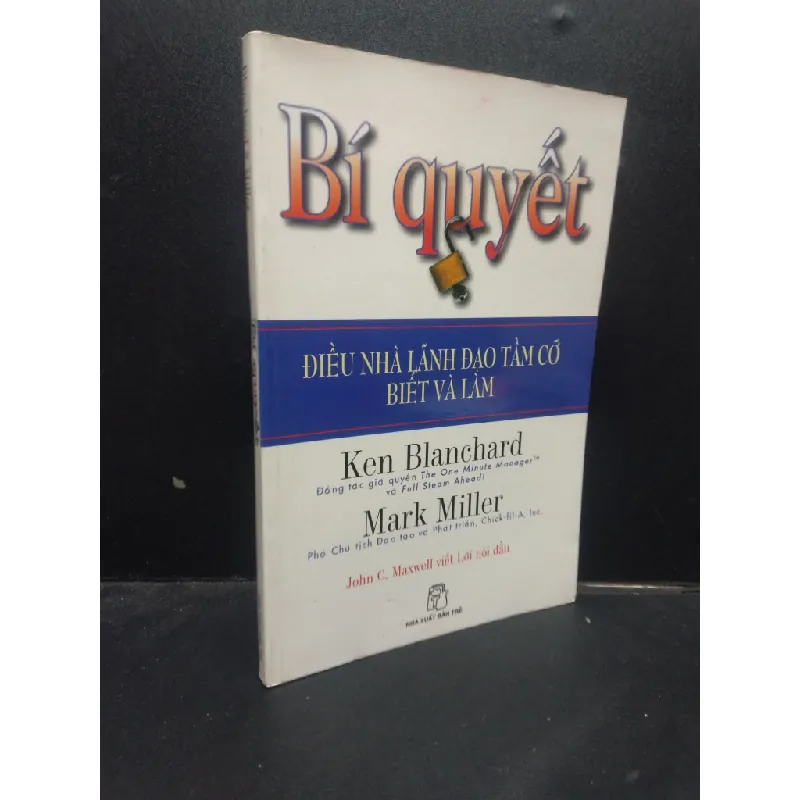 Bí quyết
ĐIỀU NHÀ LÃNH ĐẠO TẦM CỠ
BIẾT VÀ LÀM
Ken Blanchard
Đồng tác giả quyển The One Minute Manager™
và Full Steam Ahead!
Mark Miller
Phó Chủ tịch Đào tạo và Phát triển, Chick-fil-A, Inc.
John C. Maxwell viết Lời nói đầu
NHÀ XUẤT BẢN TRẺ